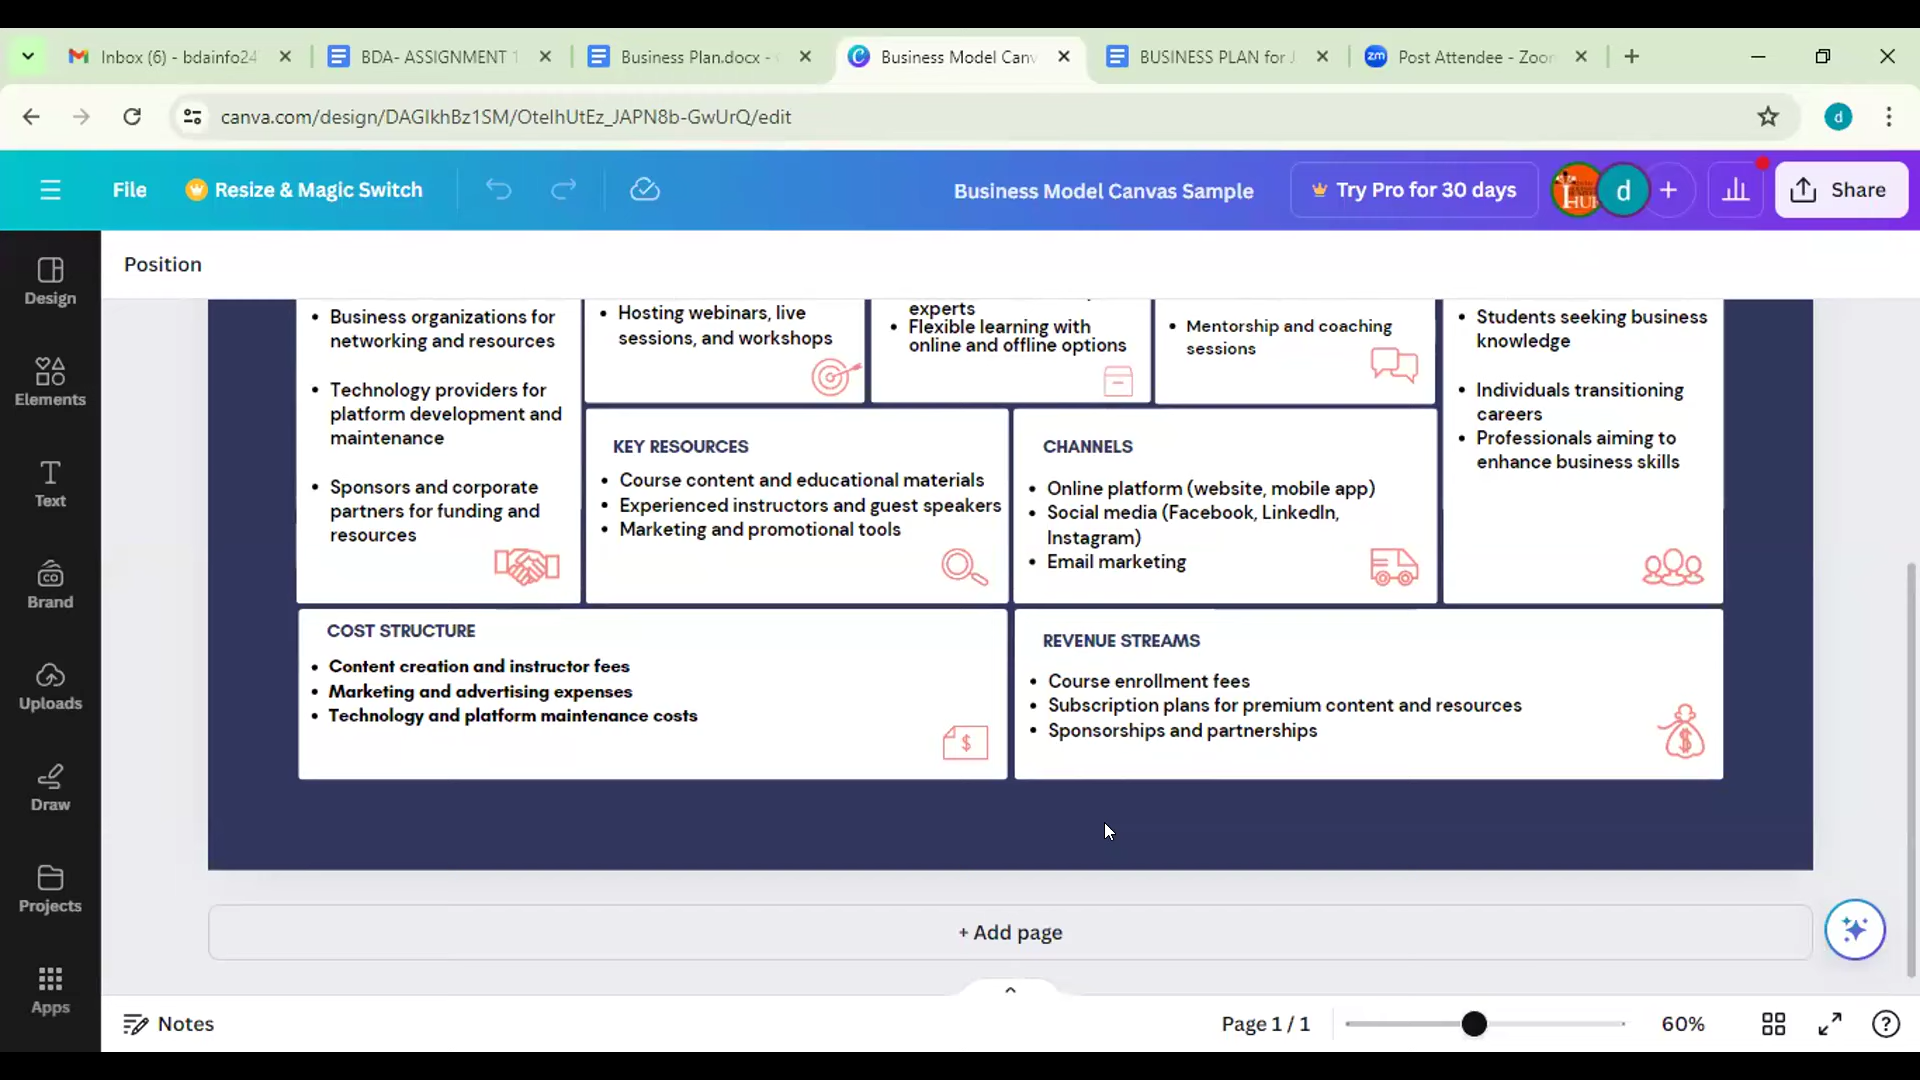 Inbox (6) - bdainfo24
BDA- ASSIGNMENT 1
Business Plan.docx -
Business Model Canv
BUSINESS PLAN for J
zm
Post Attendee - Zoom
canva.com/design/DAGIkhBz1SM/OteIhUtEz_JAPN8b-GwUrQ/edit
d
File
Resize & Magic Switch
Business Model Canvas Sample
Try Pro for 30 days
HUB
d
Share
Position
Design
Elements
Text
Brand
Uploads
Draw
Projects
Apps
• Business organizations for
networking and resources
• Technology providers for
platform development and
maintenance
• Sponsors and corporate
partners for funding and
resources
• Hosting webinars, live
sessions, and workshops
experts
• Flexible learning with
online and offline options
• Mentorship and coaching
sessions
• Students seeking business
knowledge
• Individuals transitioning
careers
• Professionals aiming to
enhance business skills
KEY RESOURCES
• Course content and educational materials
• Experienced instructors and guest speakers
• Marketing and promotional tools
CHANNELS
• Online platform (website, mobile app)
• Social media (Facebook, LinkedIn,
Instagram)
• Email marketing
COST STRUCTURE
• Content creation and instructor fees
• Marketing and advertising expenses
• Technology and platform maintenance costs
$
REVENUE STREAMS
• Course enrollment fees
• Subscription plans for premium content and resources
• Sponsorships and partnerships
$
+ Add page
Notes
Page 1 / 1
60%